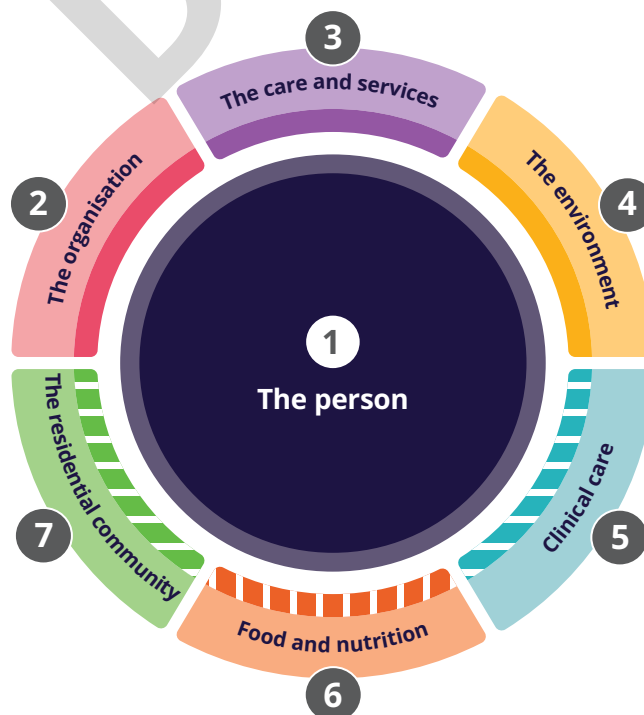 1
The person
2
The organisation
3
The care and services
4
The environment
5
Clinical care
6
Food and nutrition
7
The residential community